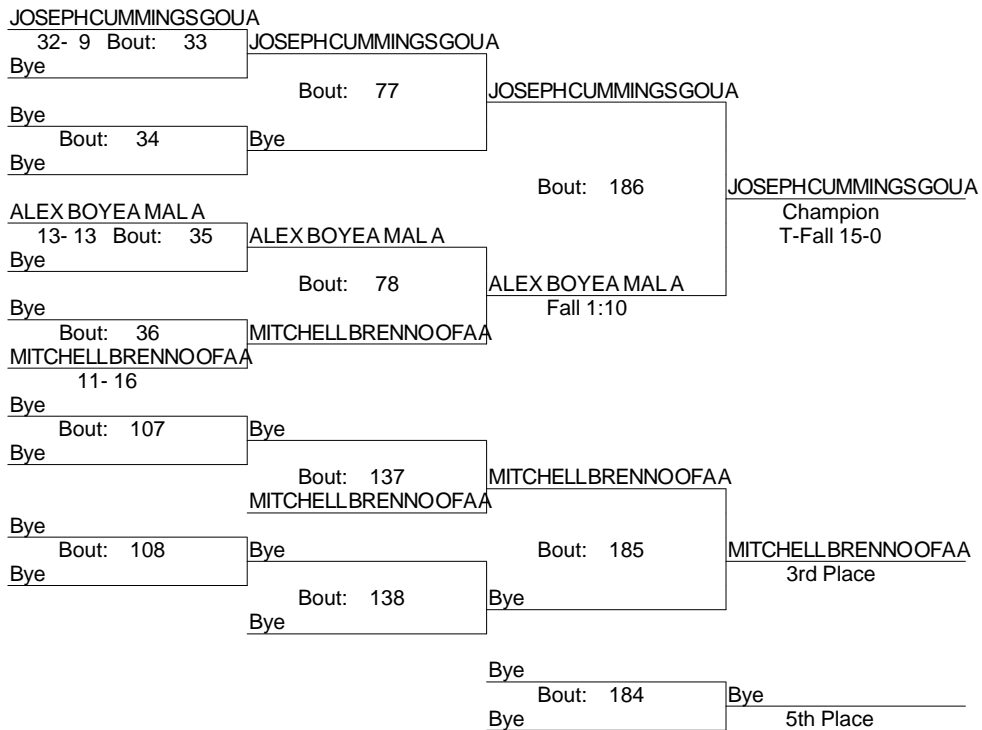 JOSEPHCUMMINGSGOUA
32- 9 Bout: 33
JOSEPHCUMMINGSGOUA
Bye
Bout: 77
JOSEPHCUMMINGSGOUA
Bye
Bout: 34
Bye
Bye
Bout: 186
JOSEPHCUMMINGSGOUA
Champion
T-Fall 15-0
ALEX BOYEA MAL A
13- 13 Bout: 35
ALEX BOYEA MAL A
Bye
Bout: 78
ALEX BOYEA MAL A
Fall 1:10
Bye
Bout: 36
MITCHELLBRENNOOFAA
MITCHELLBRENNOOFAA
11- 16
Bye
Bout: 107
Bye
Bye
Bout: 137
MITCHELLBRENNOOFAA
MITCHELLBRENNOOFAA
Bye
Bout: 108
Bye
Bout: 185
MITCHELLBRENNOOFAA
3rd Place
Bye
Bout: 138
Bye
Bye
Bye
Bout: 184
Bye
Bye
5th Place